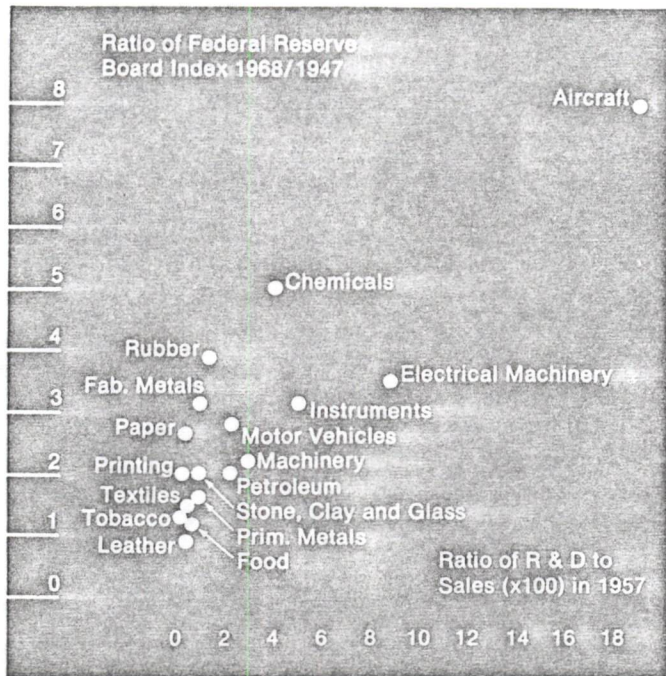 Ratio of Federal Reserve
Board Index 1968/1947
8
Aircraft
7
6
5
Chemicals
4
Rubber
Electrical Machinery
Fab. Metals
3
Instruments
Paper
Motor Vehicles
Machinery
Printing
2
Petroleum
Textiles
Stone, Clay and Glass
Tobacco
1
Prim. Metals
Leather
Food
Ratio of R & D to
Sales (x100) in 1957
0
0 2 4 6 8 10 12 14 16 18